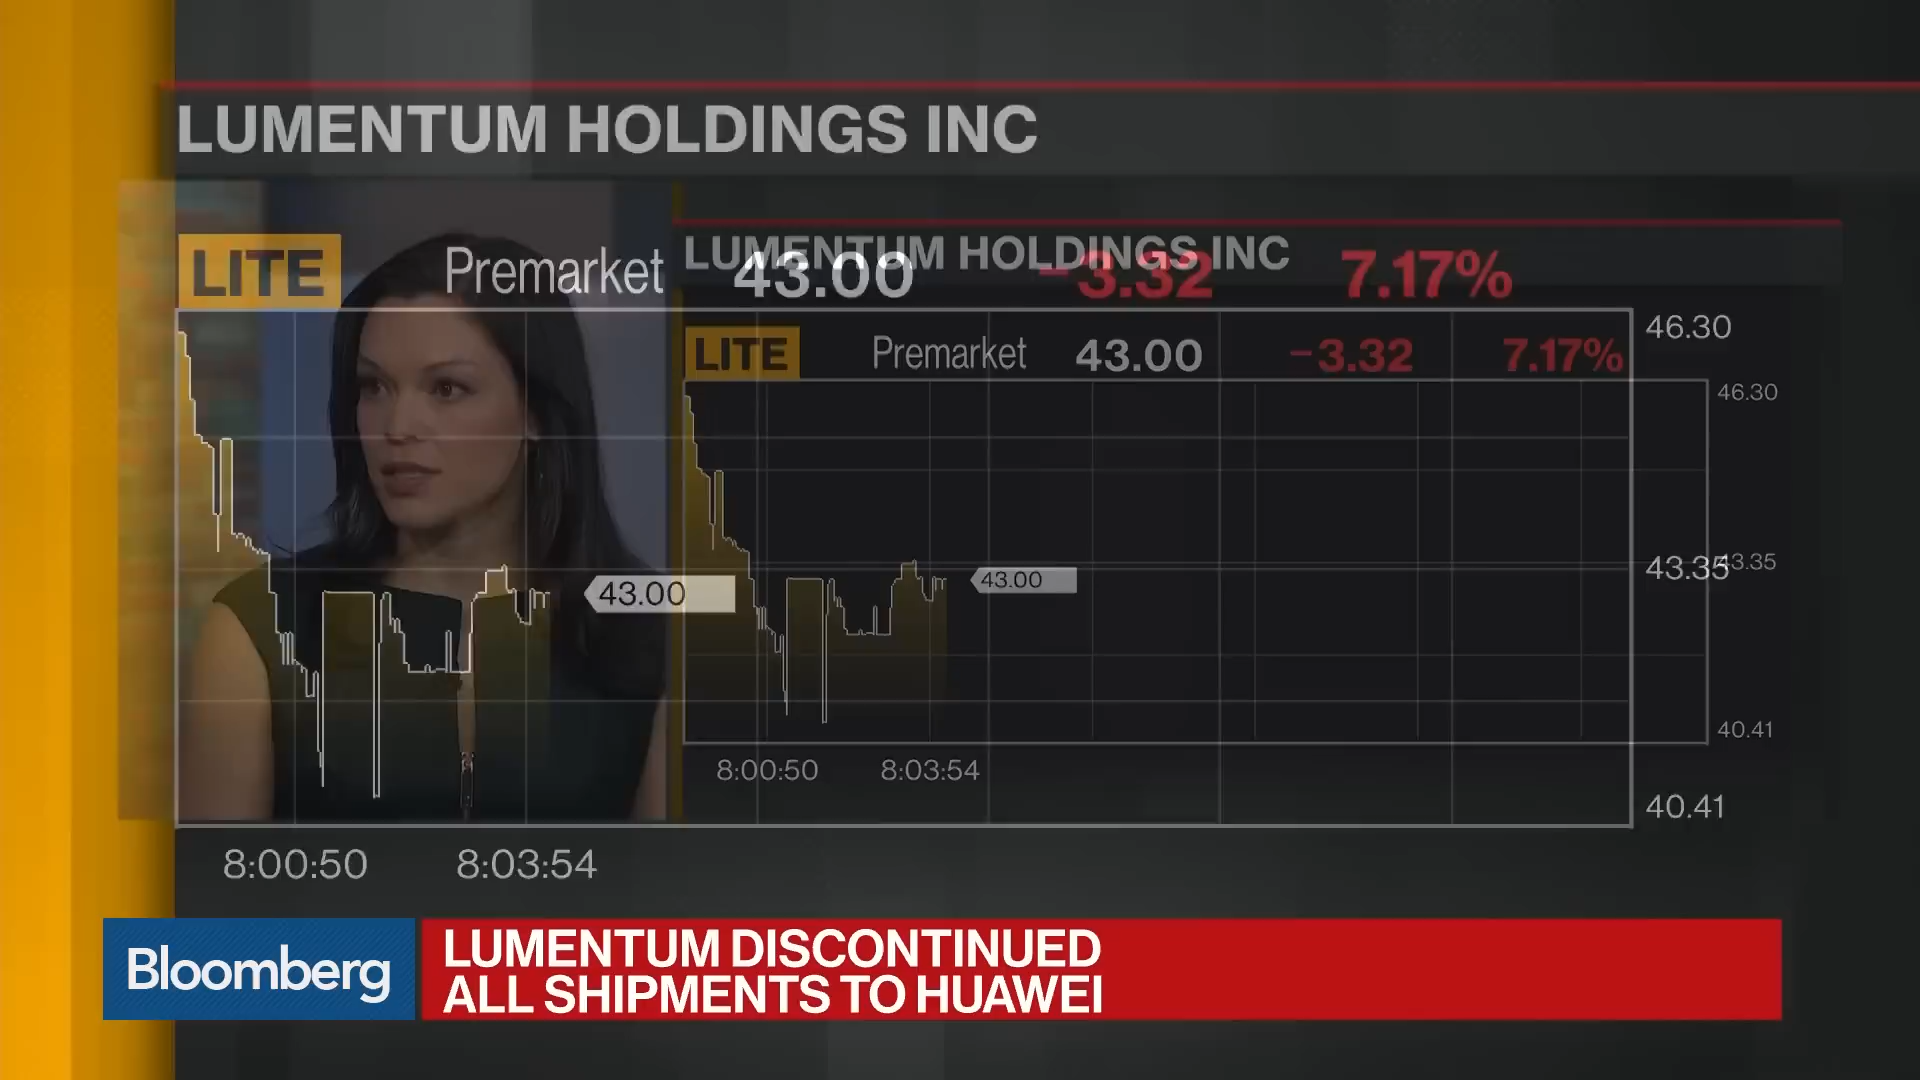 LUMENTUM HOLDINGS INC
LITE Premarket 43.00 -3.32 7.17%
46.30
43.35
40.41
43.00
8:00:50 8:03:54
LUMENTUM HOLDINGS INC
LITE Premarket 43.00 -3.32 7.17%
46.30
43.35
40.41
43.00
8:00:50 8:03:54
Bloomberg
LUMENTUM DISCONTINUED
ALL SHIPMENTS TO HUAWEI